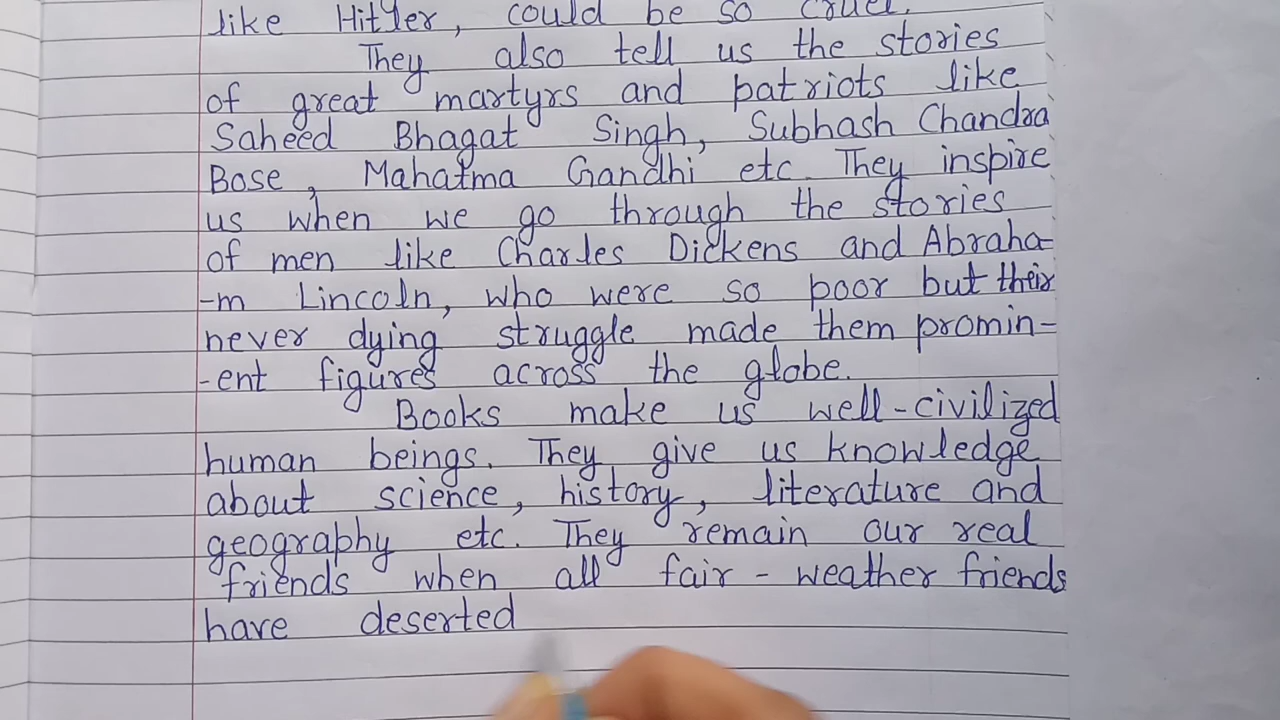 like Hitler, could be so cruel.
They also tell us the stories
of great martyrs and patriots like
Saheed Bhagat Singh, Subhash Chandra
Bose, Mahatma Gandhi etc. They inspire
us when we go through the stories
of men like Charles Dickens and Abraha-
-m Lincoln, who were so poor but their
never dying struggle made them promin-
-ent figures across the globe.
Books make us well-civilized
human beings. They give us knowledge
about science, history, literature and
geography etc. They remain our real
friends when all fair-weather friends
have deserted